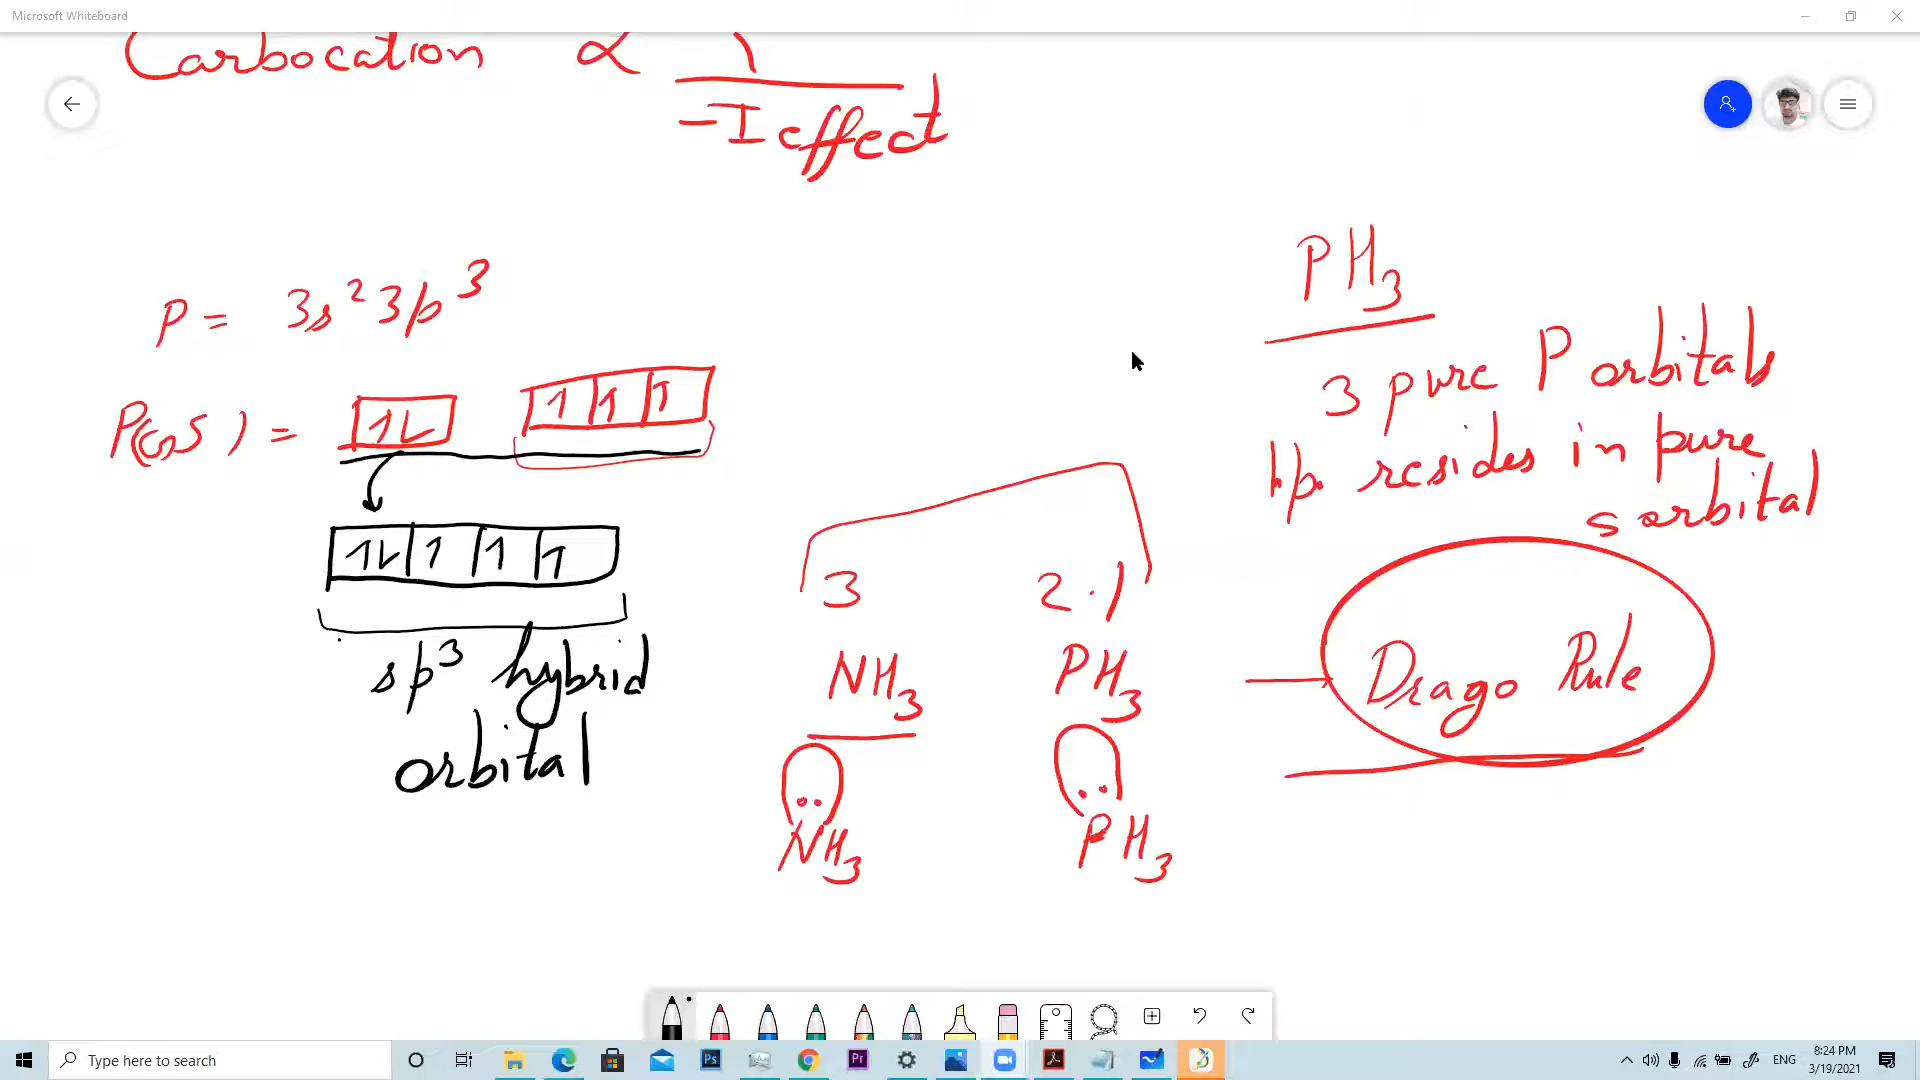 Microsoft Whiteboard
Carbocation ∝ 1
-I effect
P = 3s² 3p³
P(GS) = 1L 1 1 1
1L 1 1 1
sp³ hybrid
orbital
3 2.1
NH₃ PH₃
NH₃ PH₃
PH₃
3 pure P orbitals
l.p. resides in pure
s orbital
Drago Rule
Type here to search
ENG
8:24 PM
3/19/2021